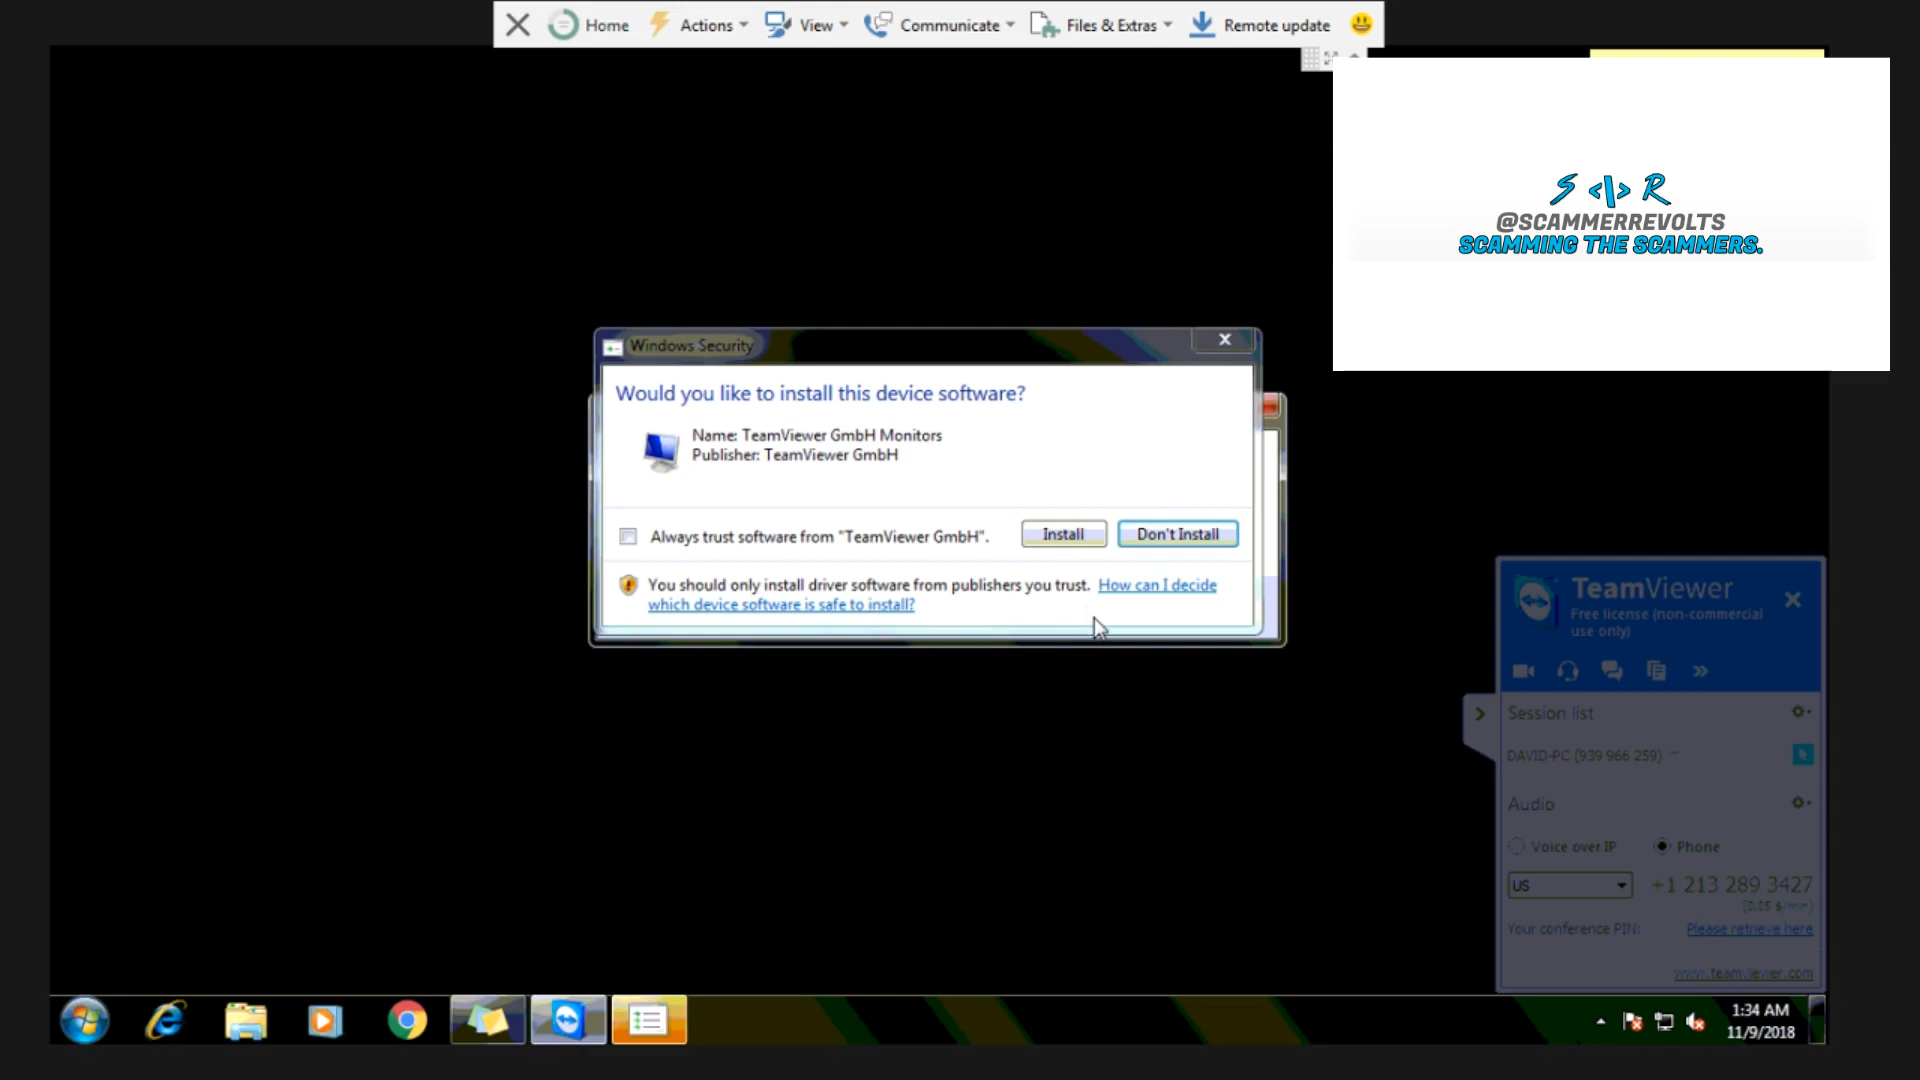 Home
Actions
View
Communicate
Files & Extras
Remote update
S <\> R
@SCAMMERREVOLTS
SCAMMING THE SCAMMERS.
Windows Security
Would you like to install this device software?
Name: TeamViewer GmbH Monitors
Publisher: TeamViewer GmbH
Always trust software from "TeamViewer GmbH".
Install
Don't Install
You should only install driver software from publishers you trust. How can I decide
which device software is safe to install?
TeamViewer
Free license (non-commercial
use only)
Session list
DAVID-PC (939 966 259)
Audio
Voice over IP
Phone
US
+1 213 289 3427
(0.05 $/min)
Your conference PIN:
Please retrieve here
www.teamviewer.com
1:34 AM
11/9/2018